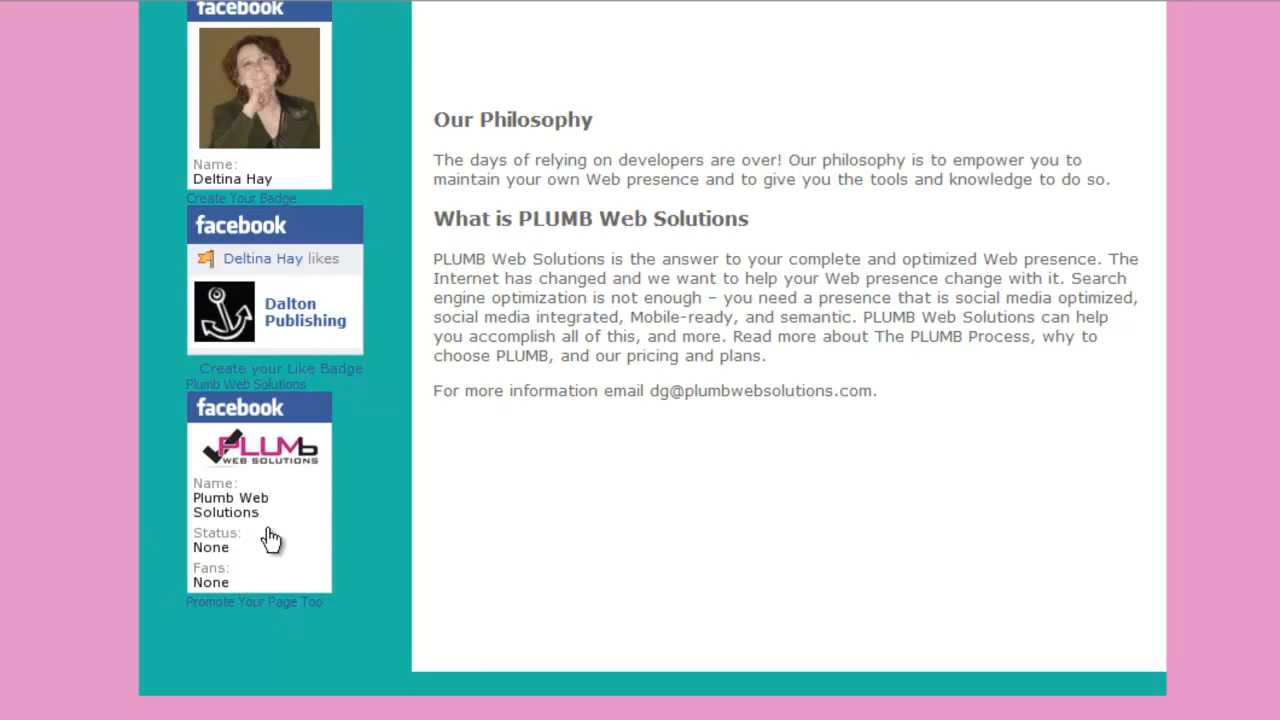 facebook
Name:
Deltina Hay
Create Your Badge
facebook
Deltina Hay likes
Dalton
Publishing
Create your Like Badge
Plumb Web Solutions
facebook
PLUMb
WEB SOLUTIONS
Name:
Plumb Web
Solutions
Status:
None
Fans:
None
Promote Your Page Too
Our Philosophy
The days of relying on developers are over! Our philosophy is to empower you to
maintain your own Web presence and to give you the tools and knowledge to do so.
What is PLUMB Web Solutions
PLUMB Web Solutions is the answer to your complete and optimized Web presence. The
Internet has changed and we want to help your Web presence change with it. Search
engine optimization is not enough – you need a presence that is social media optimized,
social media integrated, Mobile-ready, and semantic. PLUMB Web Solutions can help
you accomplish all of this, and more. Read more about The PLUMB Process, why to
choose PLUMB, and our pricing and plans.
For more information email dg@plumbwebsolutions.com.